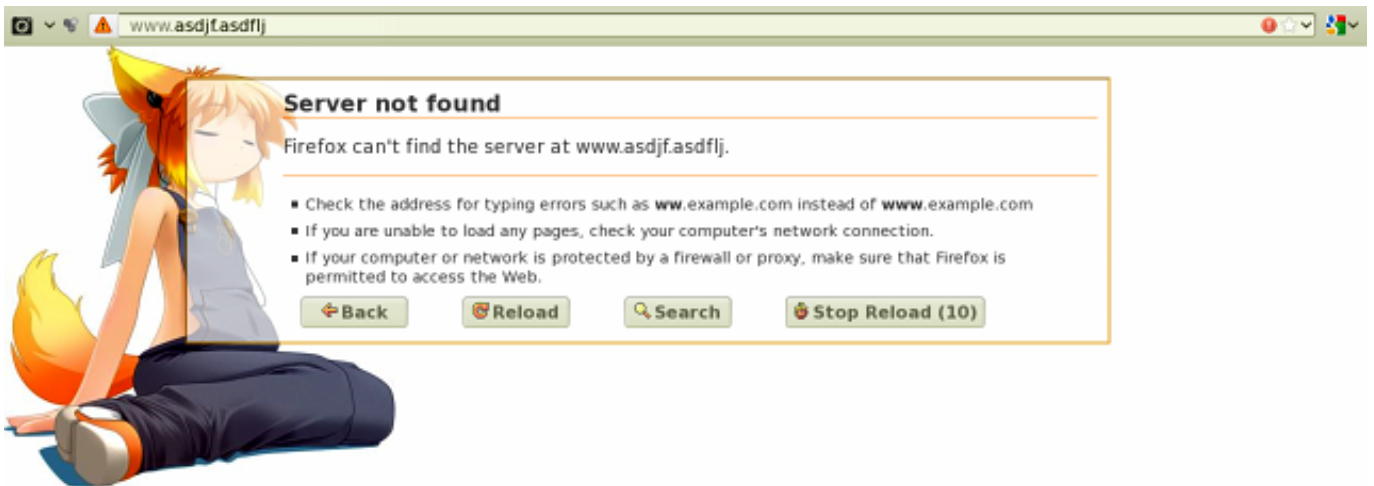 www.asdjf.asdflj
Server not found
Firefox can't find the server at www.asdjf.asdflj.
Check the address for typing errors such as ww.example.com instead of www.example.com
If you are unable to load any pages, check your computer's network connection.
If your computer or network is protected by a firewall or proxy, make sure that Firefox is
permitted to access the Web.
Back Reload Search Stop Reload (10)